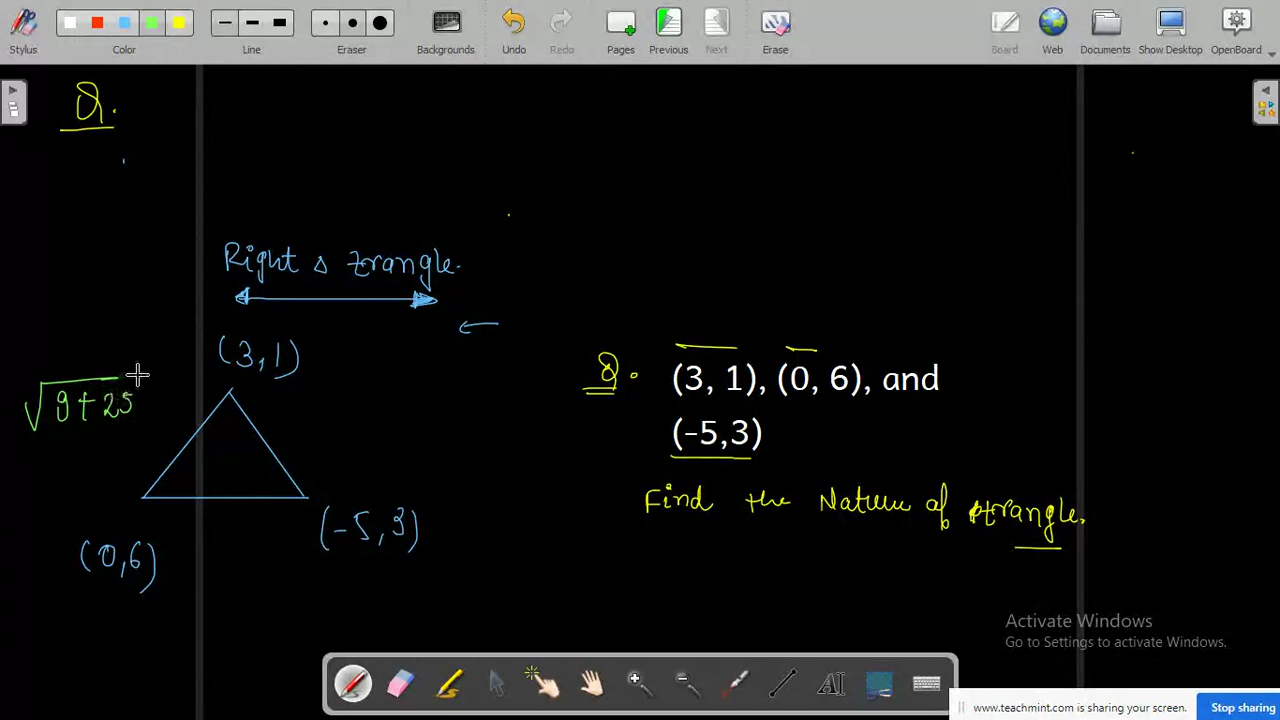 Stylus
Color
Line
Eraser
Backgrounds
Undo
Redo
Pages
Previous
Next
Erase
Board
Web
Documents
Show Desktop
OpenBoard
Q.
Right Δ
(3,1)
√9+25
(0,6)
(-5,3)
Q. (3, 1), (0, 6), and
(-5,3)
Find the Nature of
Activate Windows
Go to Settings to activate Windows.
AI
www.teachmint.com is sharing your screen.
Stop sharing